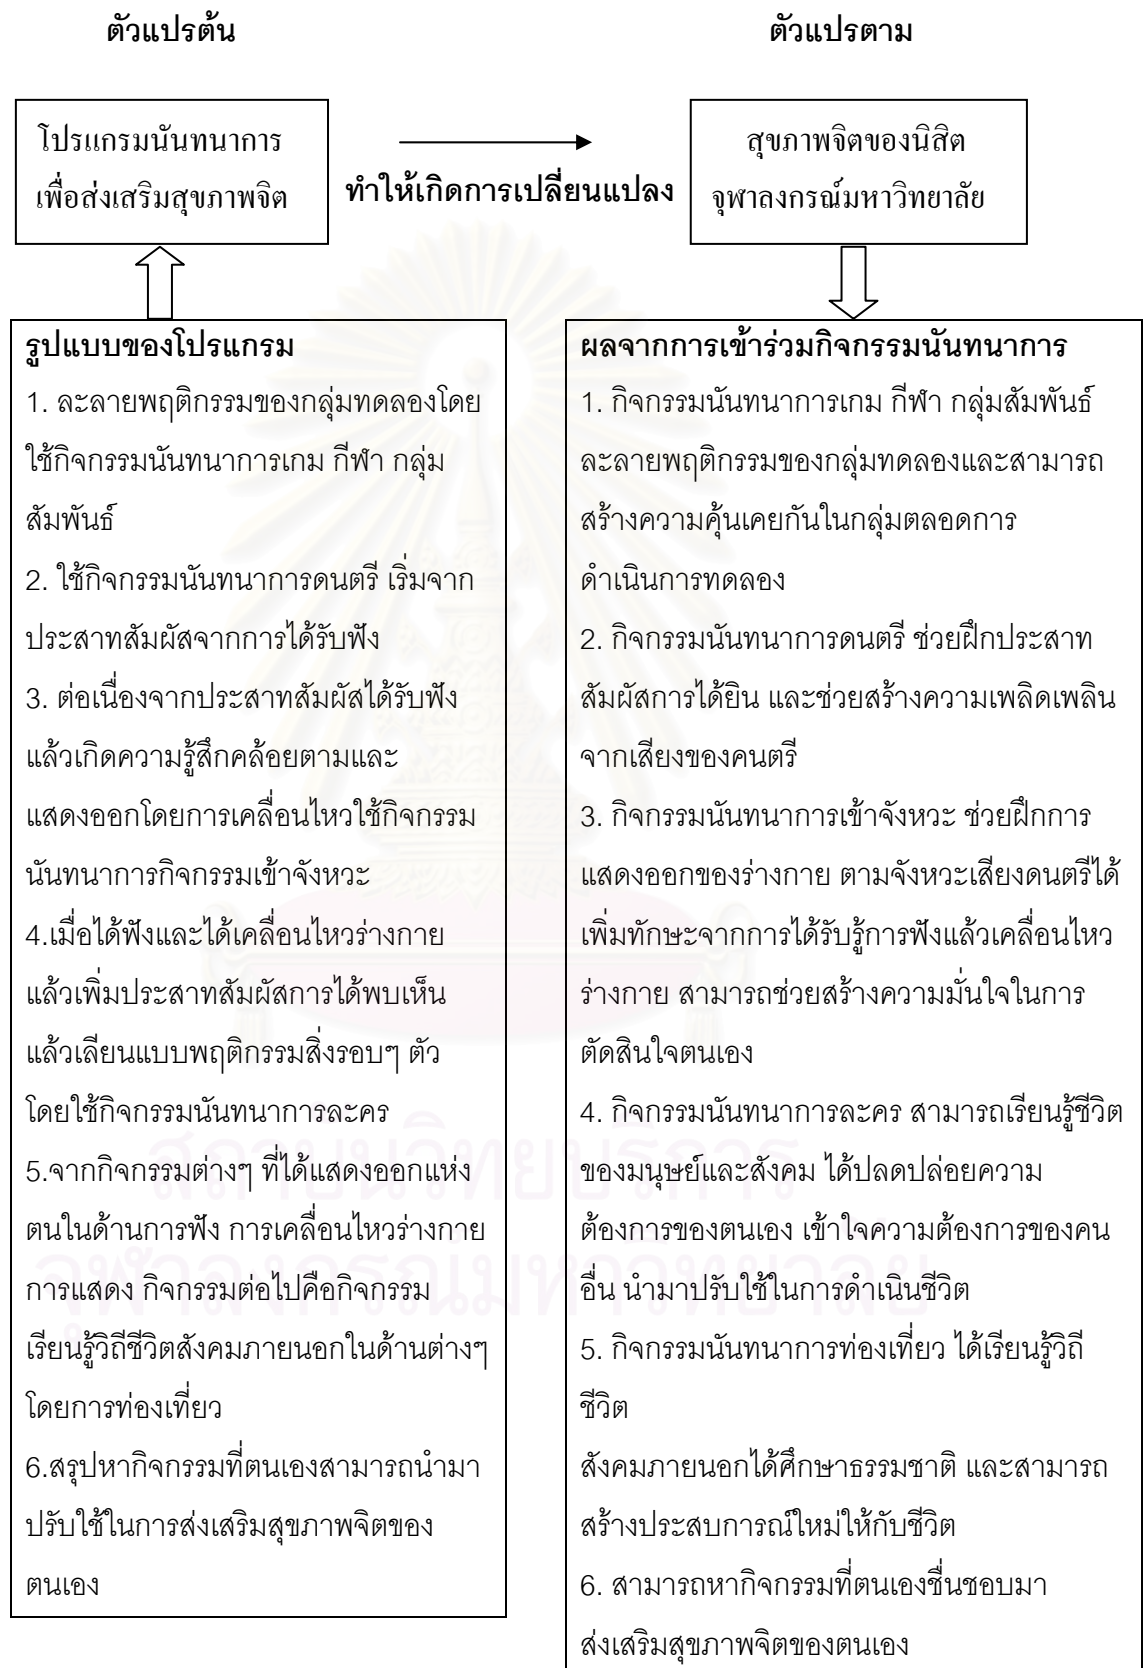 ตัวแปรต้น
ตัวแปรตาม
โปรแกรมนันทนาการ
เพื่อส่งเสริมสุขภาพจิต
ทำให้เกิดการเปลี่ยนแปลง
สุขภาพจิตของนิสิต
จุฬาลงกรณ์มหาวิทยาลัย
รูปแบบของโปรแกรม
1. ละลายพฤติกรรมของกลุ่มทดลองโดย
ใช้กิจกรรมนันทนาการเกม กีฬา กลุ่ม
สัมพันธ์
2. ใช้กิจกรรมนันทนาการดนตรี เริ่มจาก
ประสาทสัมผัสจากการได้รับฟัง
3. ต่อเนื่องจากประสาทสัมผัสได้รับฟัง
แล้วเกิดความรู้สึกคล้อยตามและ
แสดงออกโดยการเคลื่อนไหวใช้กิจกรรม
นันทนาการกิจกรรมเข้าจังหวะ
4.เมื่อได้ฟังและได้เคลื่อนไหวร่างกาย
แล้วเพิ่มประสาทสัมผัสการได้พบเห็น
แล้วเลียนแบบพฤติกรรมสิ่งรอบๆ ตัว
โดยใช้กิจกรรมนันทนาการละคร
5.จากกิจกรรมต่างๆ ที่ได้แสดงออกแห่ง
ตนในด้านการฟัง การเคลื่อนไหวร่างกาย
การแสดง กิจกรรมต่อไปคือกิจกรรม
เรียนรู้วิถีชีวิตสังคมภายนอกในด้านต่างๆ
โดยการท่องเที่ยว
6.สรุปหากิจกรรมที่ตนเองสามารถนำมา
ปรับใช้ในการส่งเสริมสุขภาพจิตของ
ตนเอง
ผลจากการเข้าร่วมกิจกรรมนันทนาการ
1. กิจกรรมนันทนาการเกม กีฬา กลุ่มสัมพันธ์
ละลายพฤติกรรมของกลุ่มทดลองและสามารถ
สร้างความคุ้นเคยกันในกลุ่มตลอดการ
ดำเนินการทดลอง
2. กิจกรรมนันทนาการดนตรี ช่วยฝึกประสาท
สัมผัสการได้ยิน และช่วยสร้างความเพลิดเพลิน
จากเสียงของคนตรี
3. กิจกรรมนันทนาการเข้าจังหวะ ช่วยฝึกการ
แสดงออกของร่างกาย ตามจังหวะเสียงดนตรีได้
เพิ่มทักษะจากการได้รับรู้การฟังแล้วเคลื่อนไหว
ร่างกาย สามารถช่วยสร้างความมั่นใจในการ
ตัดสินใจตนเอง
4. กิจกรรมนันทนาการละคร สามารถเรียนรู้ชีวิต
ของมนุษย์และสังคม ได้ปลดปล่อยความ
ต้องการของตนเอง เข้าใจความต้องการของคน
อื่น นำมาปรับใช้ในการดำเนินชีวิต
5. กิจกรรมนันทนาการท่องเที่ยว ได้เรียนรู้วิถี
ชีวิต
สังคมภายนอกได้ศึกษาธรรมชาติ และสามารถ
สร้างประสบการณ์ใหม่ให้กับชีวิต
6. สามารถหากิจกรรมที่ตนเองชื่นชอบมา
ส่งเสริมสุขภาพจิตของตนเอง
สถาบันวิทยบริการ
จุฬาลงกรณ์มหาวิทยาลัย